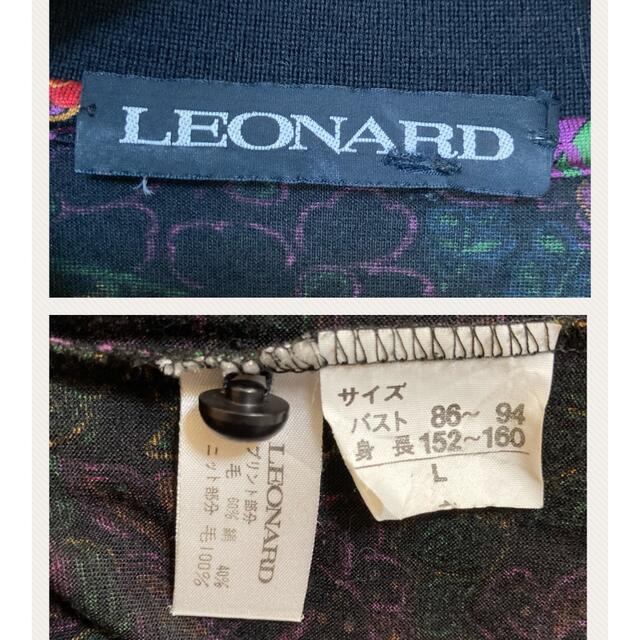 LEONARD
サイズ
バスト 86～ 94
身 長 152～160
L
LEONARD
プリント部分
毛 60% 絹 40%
ニット部分 毛100%